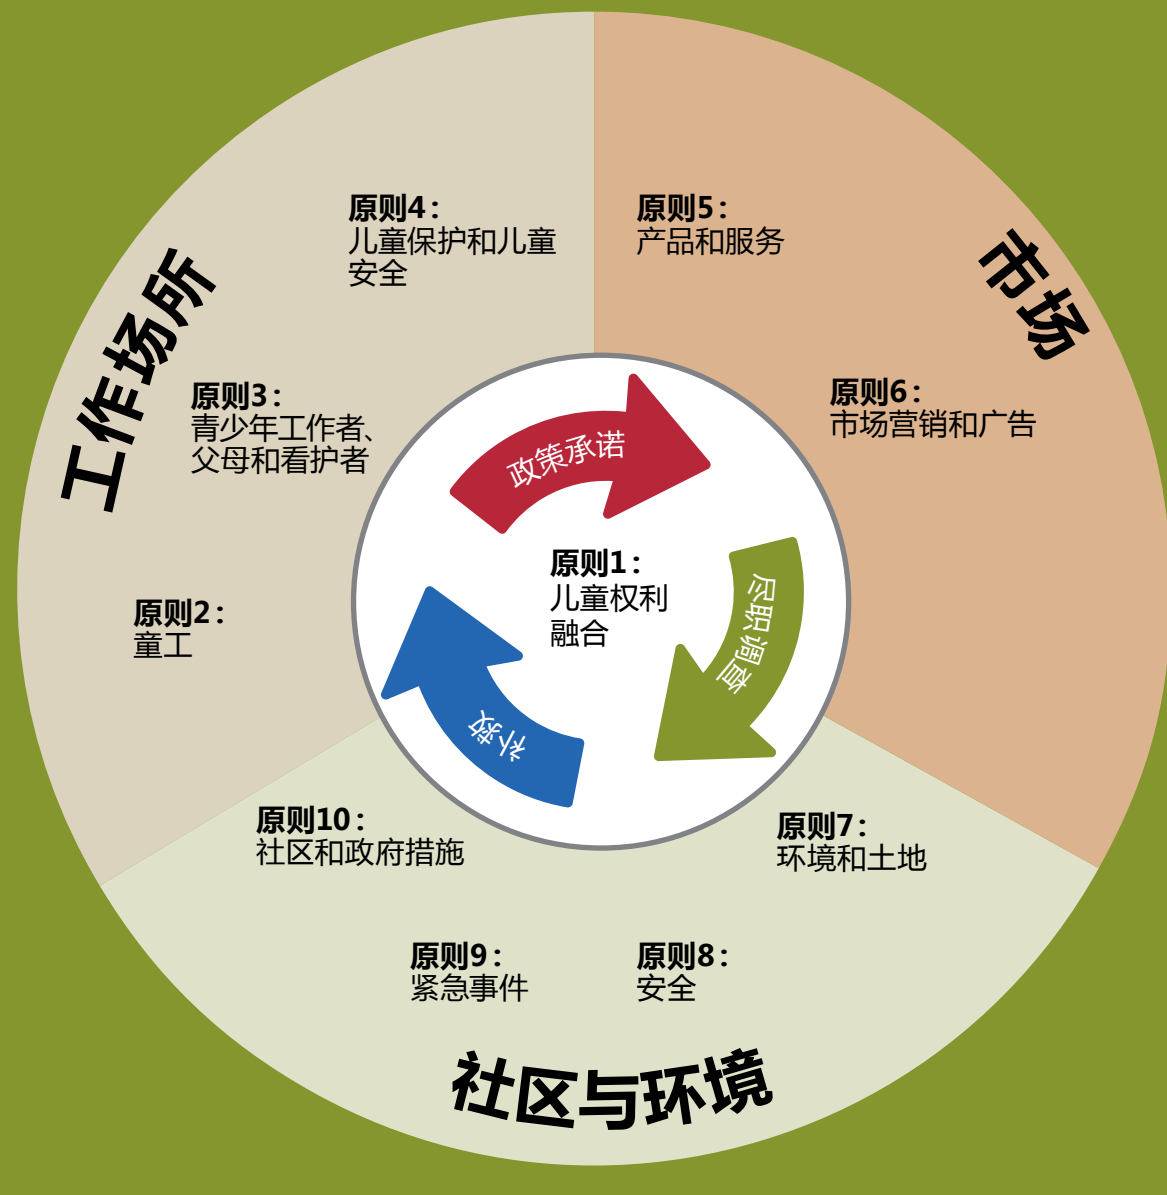 工作场所
原则4：
儿童保护和儿童
安全
原则3：
青少年工作者、
父母和看护者
原则2：
童工
市场
原则5：
产品和服务
原则6：
市场营销和广告
政策承诺
尽职调查
补救
原则1：
儿童权利
融合
原则10：
社区和政府措施
原则7：
环境和土地
原则9：
紧急事件
原则8：
安全
社区与环境